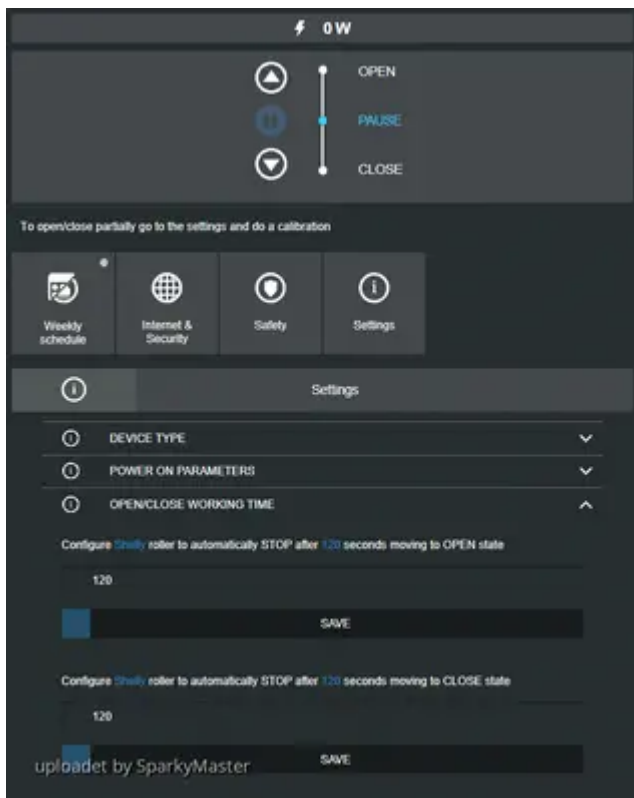 0 W
OPEN
PAUSE
CLOSE
To open/close partially go to the settings and do a calibration
Weekly schedule
Internet & Security
Safety
Settings
Settings
DEVICE TYPE
POWER ON PARAMETERS
OPEN/CLOSE WORKING TIME
Configure Shelly roller to automatically STOP after 120 seconds moving to OPEN state
120
SAVE
Configure Shelly roller to automatically STOP after 120 seconds moving to CLOSE state
120
SAVE
uploadet by SparkyMaster